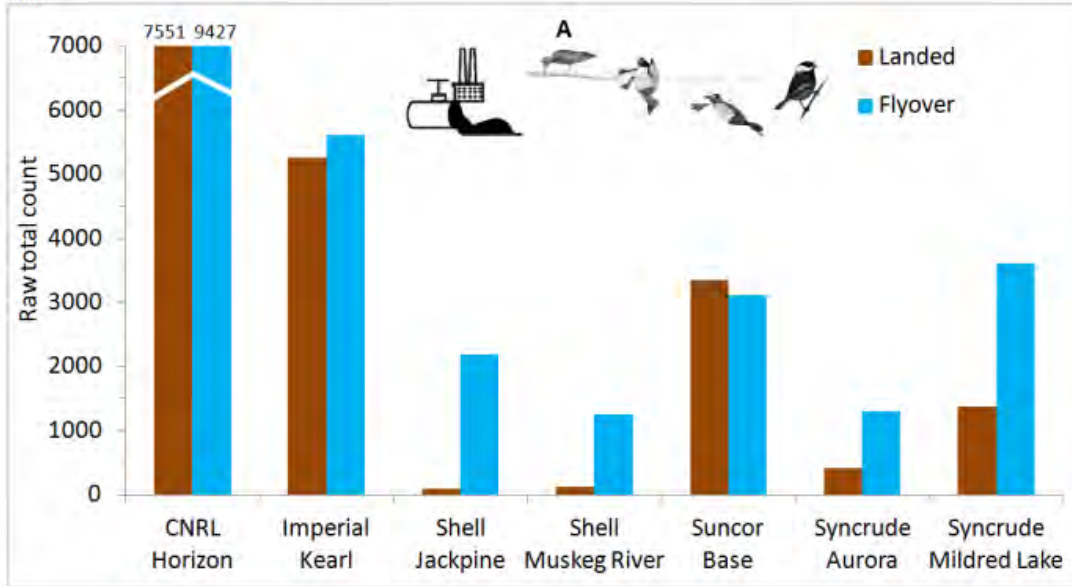 7551 9427
A
Landed
Flyover
Raw total count
7000
6000
5000
4000
3000
2000
1000
0
CNRL
Horizon
Imperial
Kearl
Shell
Jackpine
Shell
Muskeg River
Suncor
Base
Syncrude
Aurora
Syncrude
Mildred Lake